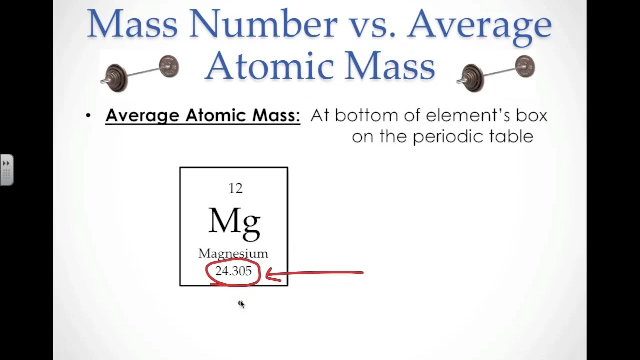 Mass Number vs. Average
Atomic Mass
• Average Atomic Mass: At bottom of element's box
on the periodic table
12
Mg
Magnesium
24.305